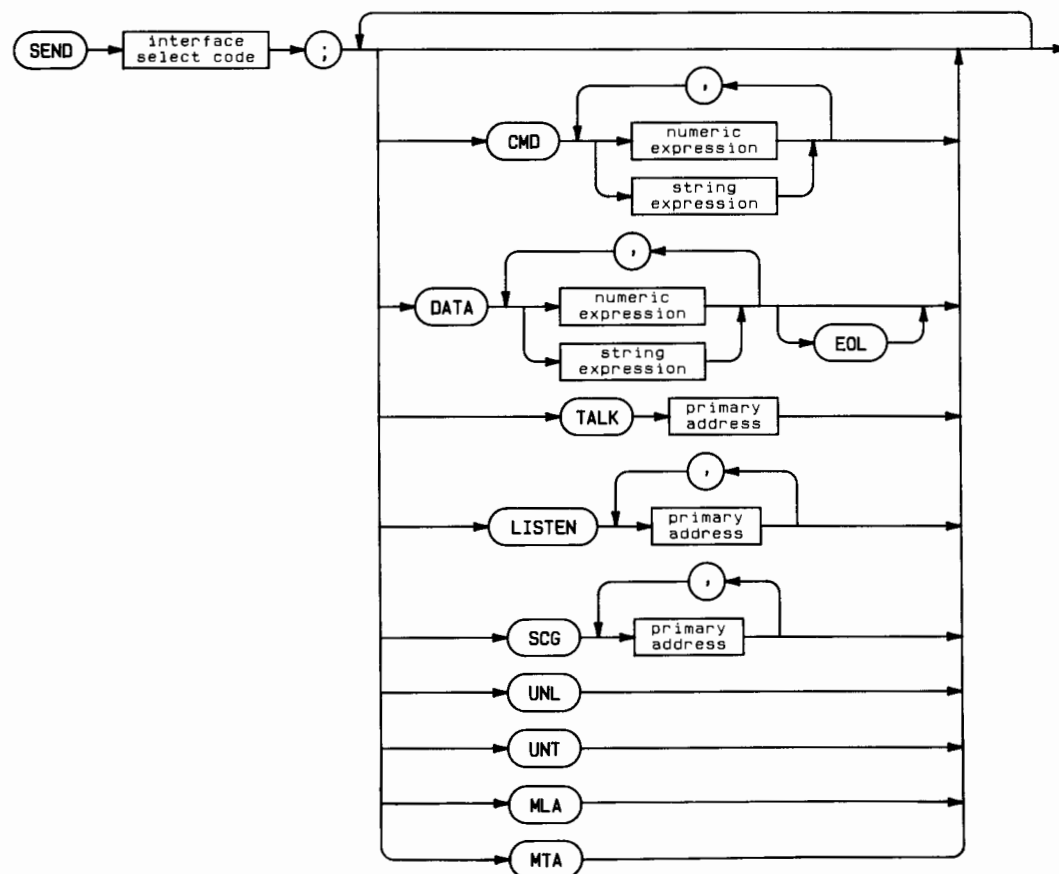 SEND
interface
select code
;
CMD
,
numeric
expression
string
expression
DATA
,
numeric
expression
string
expression
EOL
TALK
primary
address
LISTEN
,
primary
address
SCG
,
primary
address
UNL
UNT
MLA
MTA